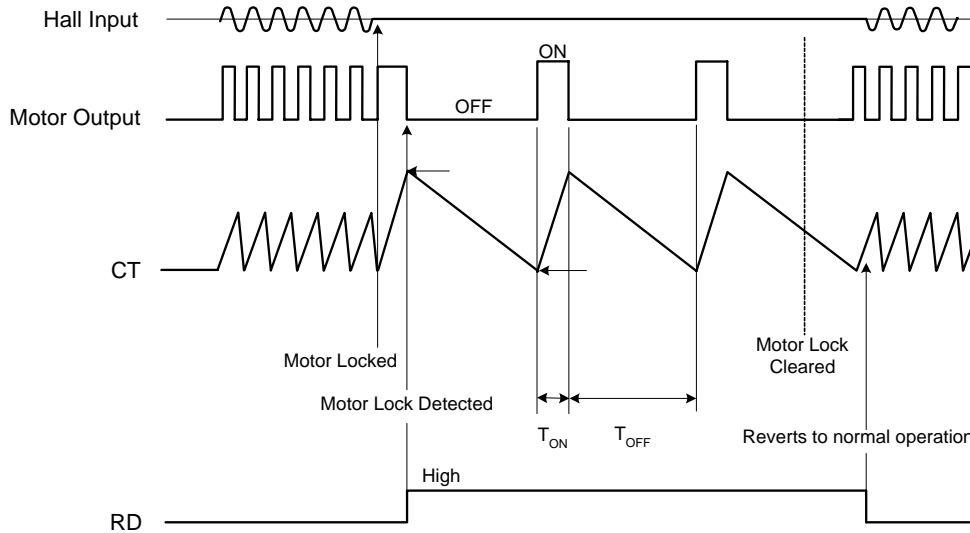 Hall Input
ON
Motor Output
OFF
CT
Motor Locked
Motor Lock
Cleared
Motor Lock Detected
TON
TOFF
Reverts to normal operation
High
RD